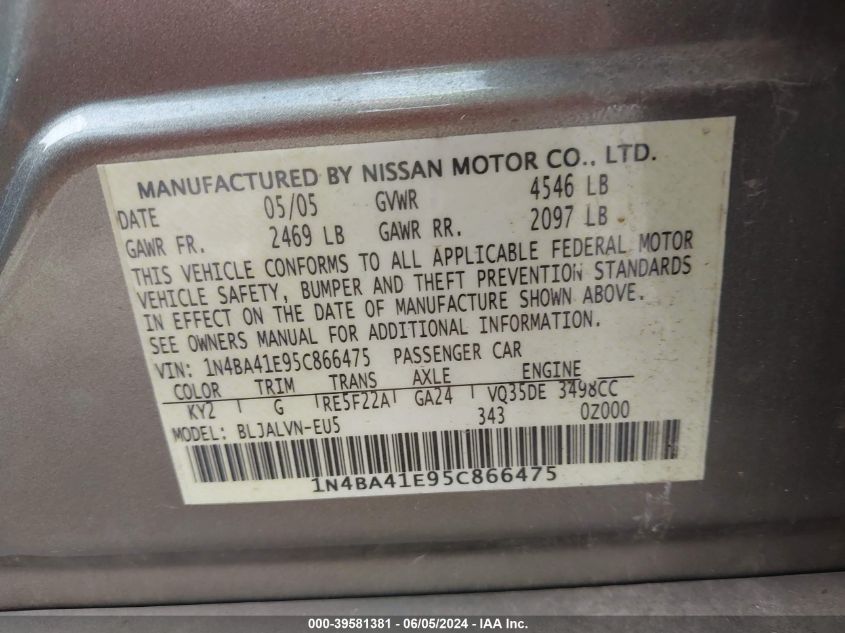 MANUFACTURED BY NISSAN MOTOR CO., LTD.
DATE 05/05 GVWR 4546 LB
GAWR FR. 2469 LB GAWR RR. 2097 LB
THIS VEHICLE CONFORMS TO ALL APPLICABLE FEDERAL MOTOR
VEHICLE SAFETY, BUMPER AND THEFT PREVENTION STANDARDS
IN EFFECT ON THE DATE OF MANUFACTURE SHOWN ABOVE.
SEE OWNERS MANUAL FOR ADDITIONAL INFORMATION.
VIN: 1N4BA41E95C866475 PASSENGER CAR
COLOR TRIM TRANS AXLE ENGINE
KY2 G RE5F22A GA24 VQ35DE 3498CC
MODEL: BLJALVN-EU5 343 0Z000
1N4BA41E95C866475
000-39581381 - 06/05/2024 - IAA Inc.